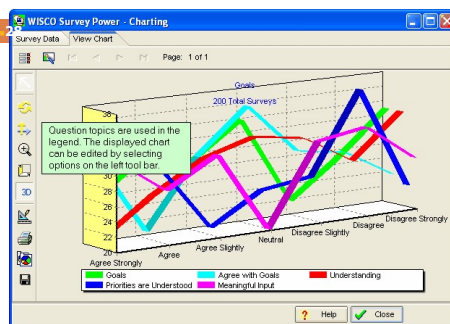 WISCO Survey Power - Charting
28
Survey Data View Chart
Page: 1 of 1
Goals
200 Total Surveys
38
Question topics are used in the
legend. The displayed chart
can be edited by selecting
options on the left tool bar.
30
28
26
24
22
20
3D
Agree Strongly
Agree
Agree Slightly
Neutral
Disagree Slightly
Disagree
Disagree Strongly
Goals Agree with Goals Understanding
Priorities are Understood Meaningful Input
? Help Close